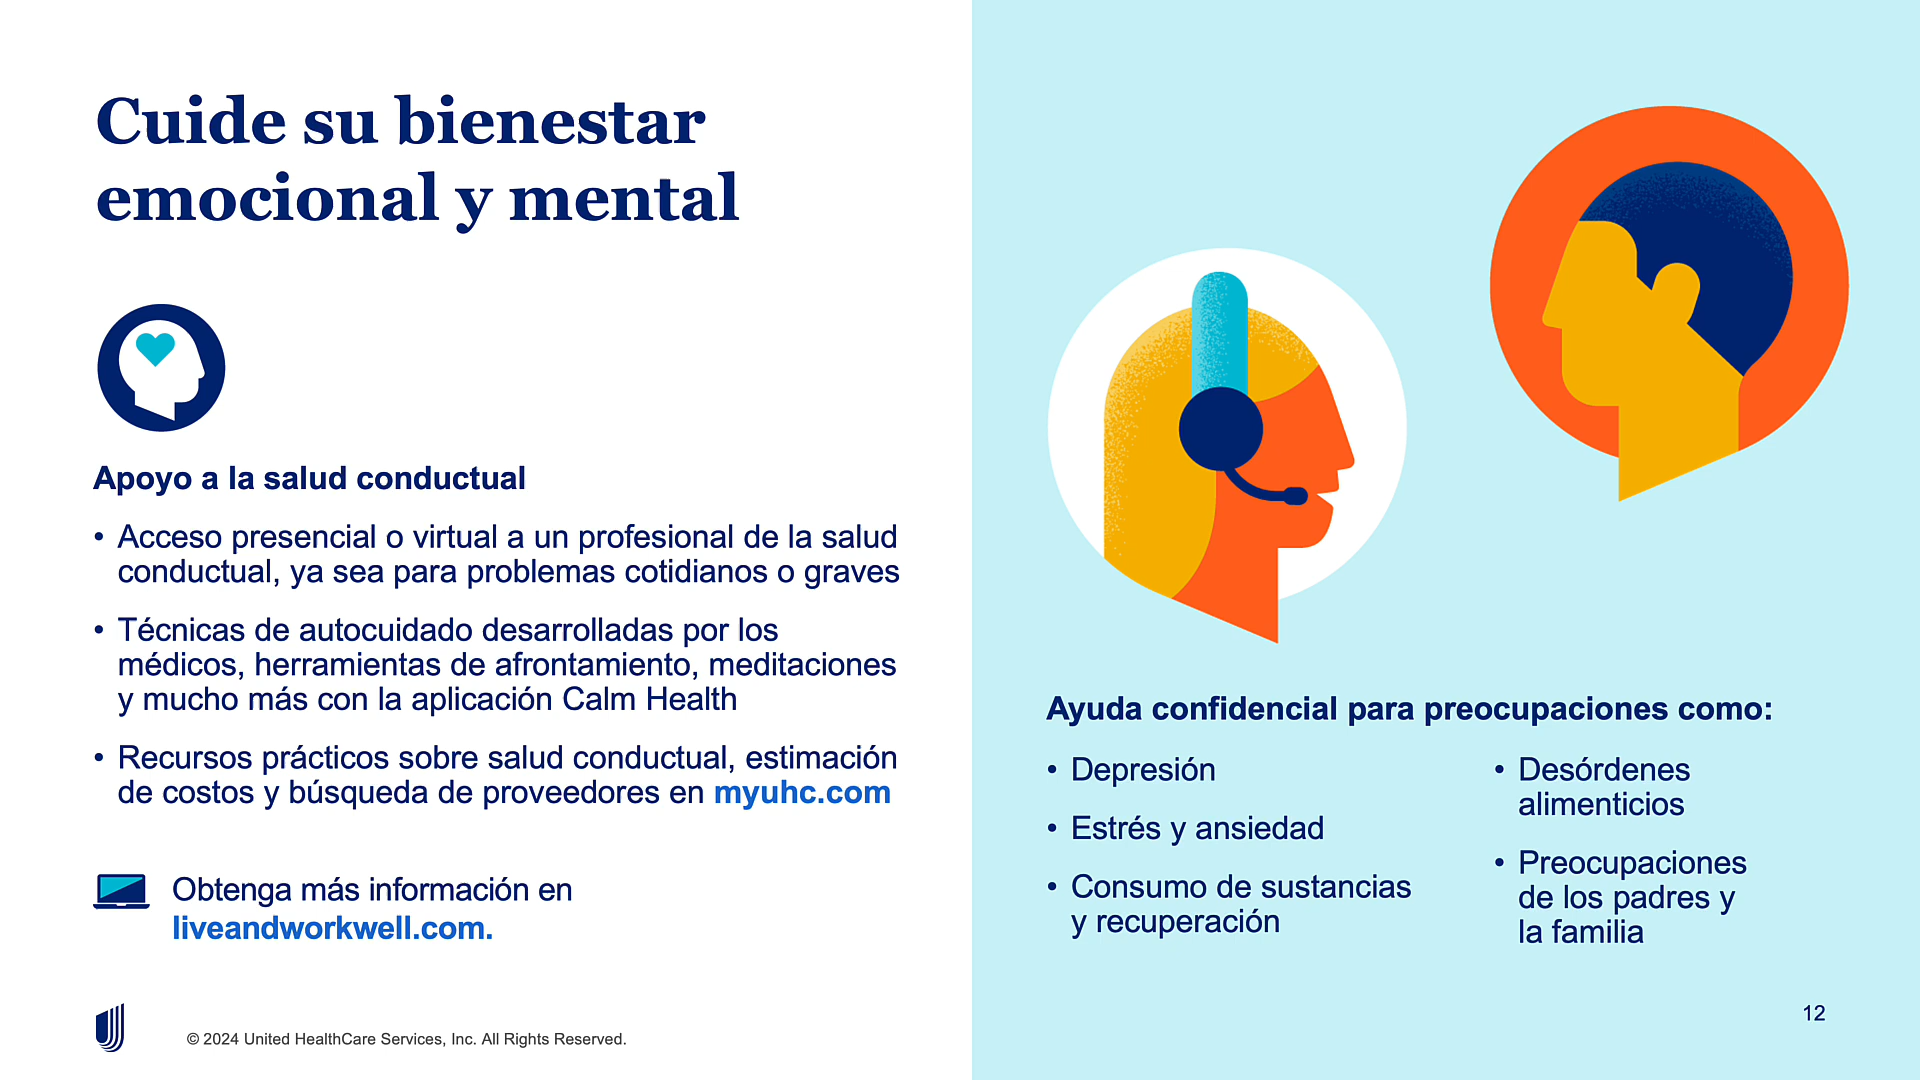 Cuide su bienestar
emocional y mental
Apoyo a la salud conductual
• Acceso presencial o virtual a un profesional de la salud
conductual, ya sea para problemas cotidianos o graves
• Técnicas de autocuidado desarrolladas por los
médicos, herramientas de afrontamiento, meditaciones
y mucho más con la aplicación Calm Health
• Recursos prácticos sobre salud conductual, estimación
de costos y búsqueda de proveedores en myuhc.com
Obtenga más información en
liveandworkwell.com.
© 2024 United HealthCare Services, Inc. All Rights Reserved.
Ayuda confidencial para preocupaciones como:
• Depresión
• Estrés y ansiedad
• Consumo de sustancias
y recuperación
• Desórdenes
alimenticios
• Preocupaciones
de los padres y
la familia
12